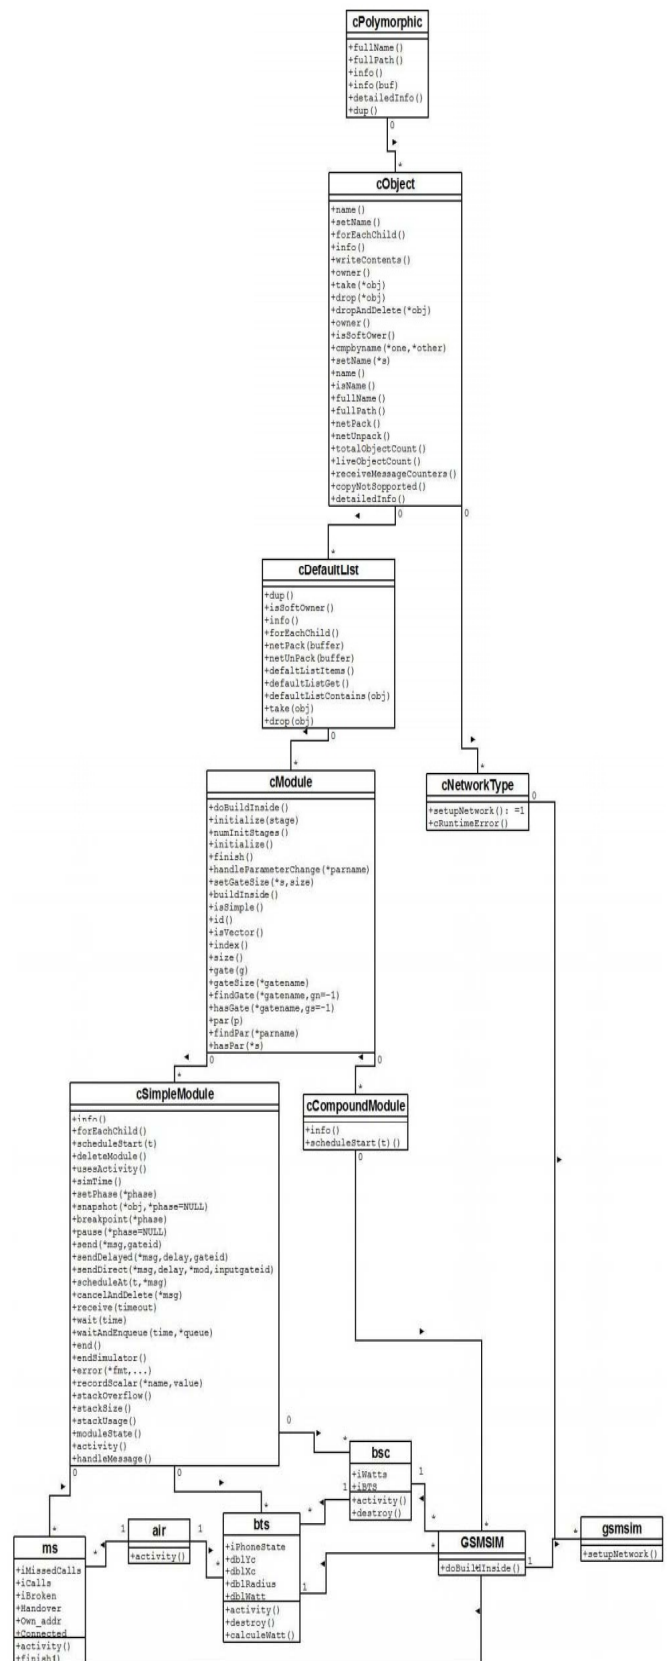 cPolymorphic
+fullName()
+fullPath()
+info()
+info(buf)
+detailedInfo()
+dup()
0
*
cObject
+name()
+setName()
+forEachChild()
+info()
+writeContents()
+owner()
+take(*obj)
+drop(*obj)
+dropAndDelete(*obj)
+owner()
+isSoftOwer()
+cmpbyname(*one,*other)
+setName(*s)
+name()
+isName()
+fullName()
+fullPath()
+netPack()
+netUnpack()
+totalObjectCount()
+liveObjectCount()
+receiveMessageCounters()
+copyNotSopported()
+detailedInfo()
0
0
*
cDefaultList
+dup()
+isSoftOwner()
+info()
+forEachChild()
+netPack(buffer)
+netUnPack(buffer)
+defaltListItems()
+defaultListGet()
+defaultListContains(obj)
+take(obj)
+drop(obj)
0
*
*
cModule
+doBuildInside()
+initialize(stage)
+numInitStages()
+initialize()
+finish()
+handleParameterChange(*parname)
+setGateSize(*s,size)
+buildInside()
+isSimple()
+id()
+isVector()
+index()
+size()
+gate(g)
+gateSize(*gatename)
+findGate(*gatename,gn=-1)
+hasGate(*gatename,gs=-1)
+par(p)
+findPar(*parname)
+hasPar(*s)
0
0
cNetworkType
+setupNetwork(): =1
+cRuntimeError()
0
*
*
cSimpleModule
+info()
+forEachChild()
+scheduleStart(t)
+deleteModule()
+usesActivity()
+simTime()
+setPhase(*phase)
+snapshot(*obj,*phase=NULL)
+breakpoint(*phase)
+pause(*phase=NULL)
+send(*msg,gateid)
+sendDelayed(*msg,delay,gateid)
+sendDirect(*msg,delay,*mod,inputgateid)
+scheduleAt(t,*msg)
+cancelAndDelete(*msg)
+receive(timeout)
+wait(time)
+waitAndEnqueue(time,*queue)
+end()
+endSimulator()
+error(*fmt,...)
+recordScalar(*name,value)
+stackOverflow()
+stackSize()
+stackUsage()
+moduleState()
+activity()
+handleMessage()
0
0
0
cCompoundModule
+info()
+scheduleStart(t)()
0
*
bsc
+iWatts
+iBTS
+activity()
+destroy()
1
1
*
*
*
*
ms
+iMissedCalls
+iCalls
+iBroken
+Handover
+Own_addr
+Connected
+activity()
+finish()
*
1
air
+activity()
1
*
*
bts
+iPhoneState
+dblYc
+dblXc
+dblRadius
+dblWatt
+activity()
+destroy()
+calculeWatt()
1
*
GSMSIM
+doBuiltInside()
1
*
gsmsim
+setupNetwork()